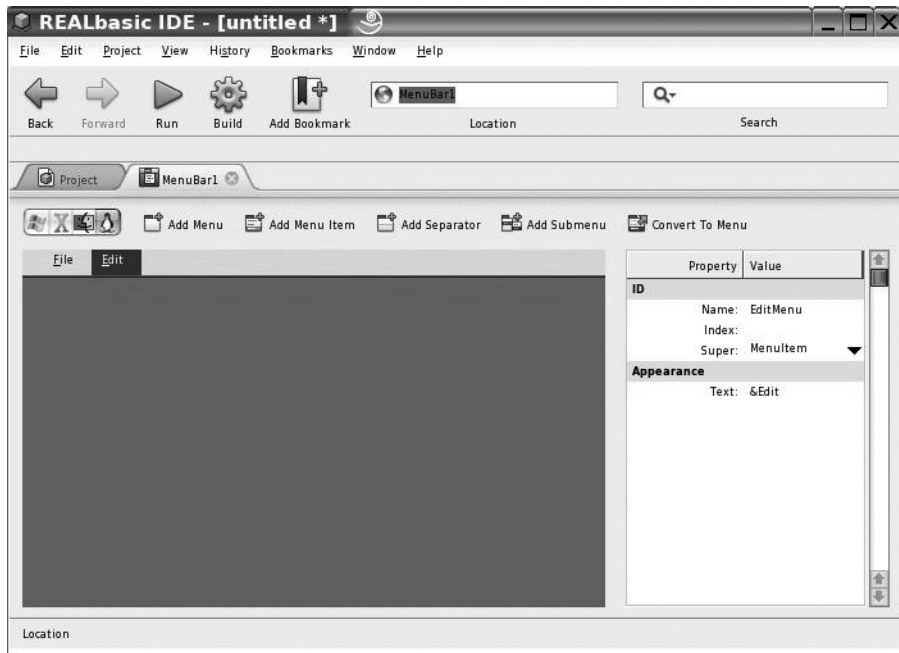 REALbasic IDE - [untitled *]
File Edit Project View History Bookmarks Window Help
Back Forward Run Build Add Bookmark MenuBar1 Location Search
Project MenuBar1
Add Menu Add Menu Item Add Separator Add Submenu Convert To Menu
File Edit
Property Value
ID
Name: EditMenu
Index:
Super: MenuItem
Appearance
Text: &Edit
Location